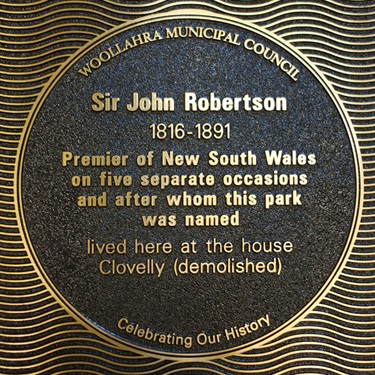 WOOLLAHRA MUNICIPAL COUNCIL
Sir John Robertson
1816-1891
Premier of New South Wales
on five separate occasions
and after whom this park
was named
lived here at the house
Clovelly (demolished)
Celebrating Our History